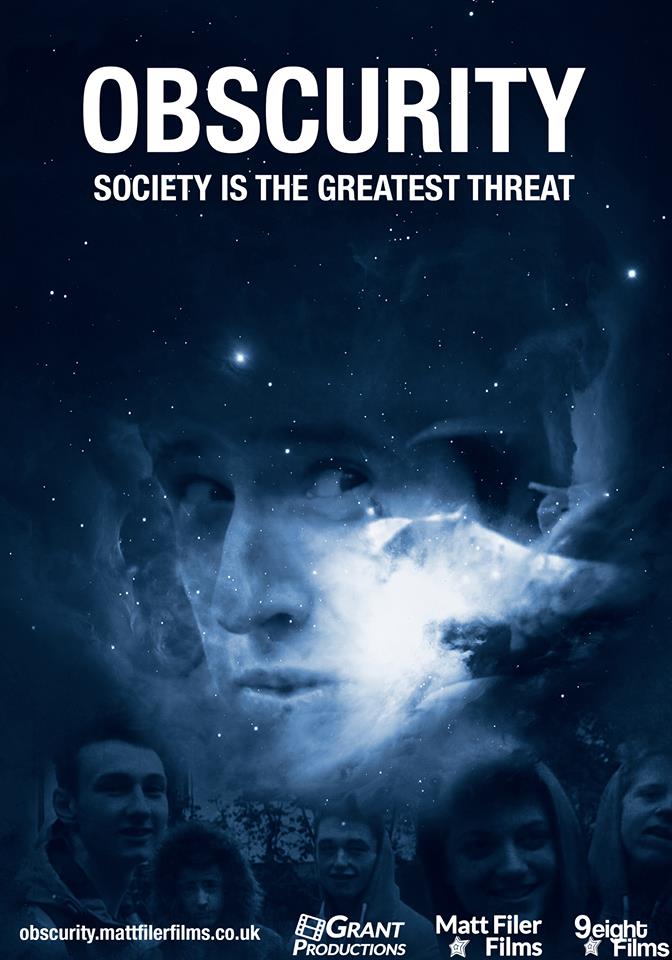 OBSCURITY
SOCIETY IS THE GREATEST THREAT
obscurity.mattfilerfilms.co.uk
GRANT
PRODUCTIONS
Matt Filer
Films
9eight
Films